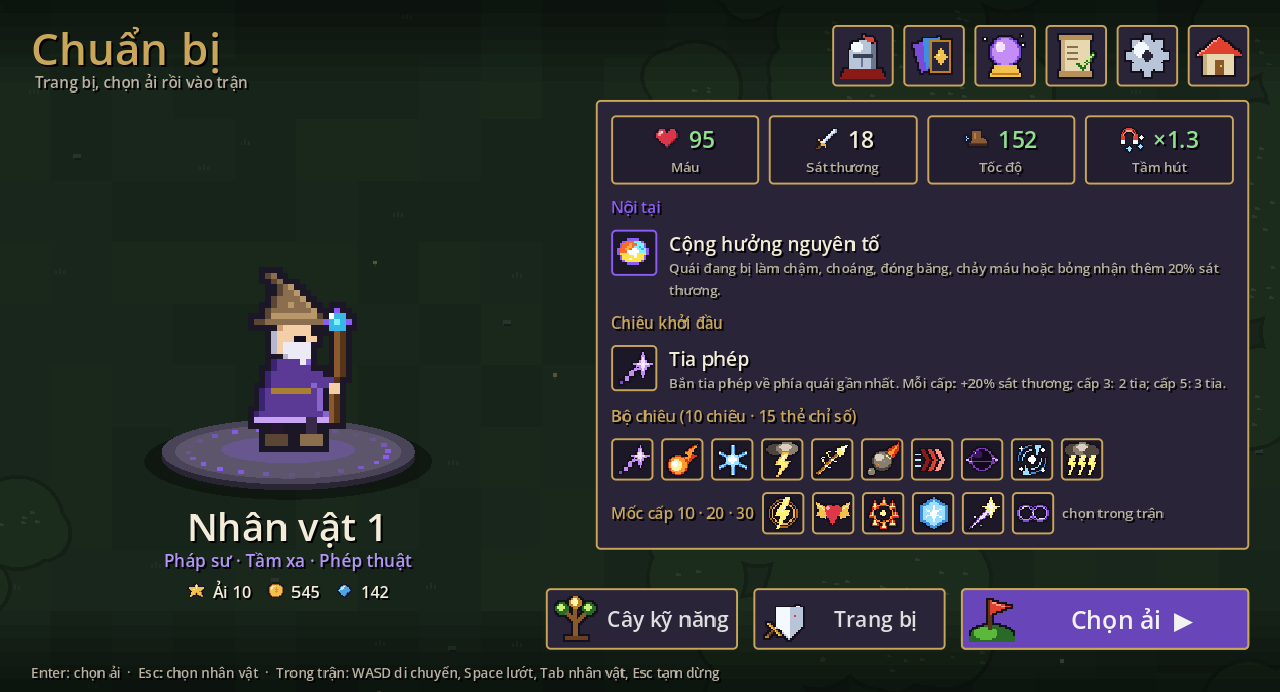 Chuẩn bị
Trang bị, chọn ải rồi vào trận
95
Máu
18
Sát thương
152
Tốc độ
×1.3
Tầm hút
Nội tại
Cộng hưởng nguyên tố
Quái đang bị làm chậm, choáng, đóng băng, chảy máu hoặc bỏng nhận thêm 20% sát
thương.
Chiêu khởi đầu
Tia phép
Bắn tia phép về phía quái gần nhất. Mỗi cấp: +20% sát thương; cấp 3: 2 tia; cấp 5: 3 tia.
Bộ chiêu (10 chiêu · 15 thẻ chỉ số)
Mốc cấp 10 · 20 · 30
chọn trong trận
Nhân vật 1
Pháp sư · Tầm xa · Phép thuật
Ải 10 545 142
Cây kỹ năng
Trang bị
Chọn ải ▶
Enter: chọn ải · Esc: chọn nhân vật · Trong trận: WASD di chuyển, Space lướt, Tab nhân vật, Esc tạm dừng